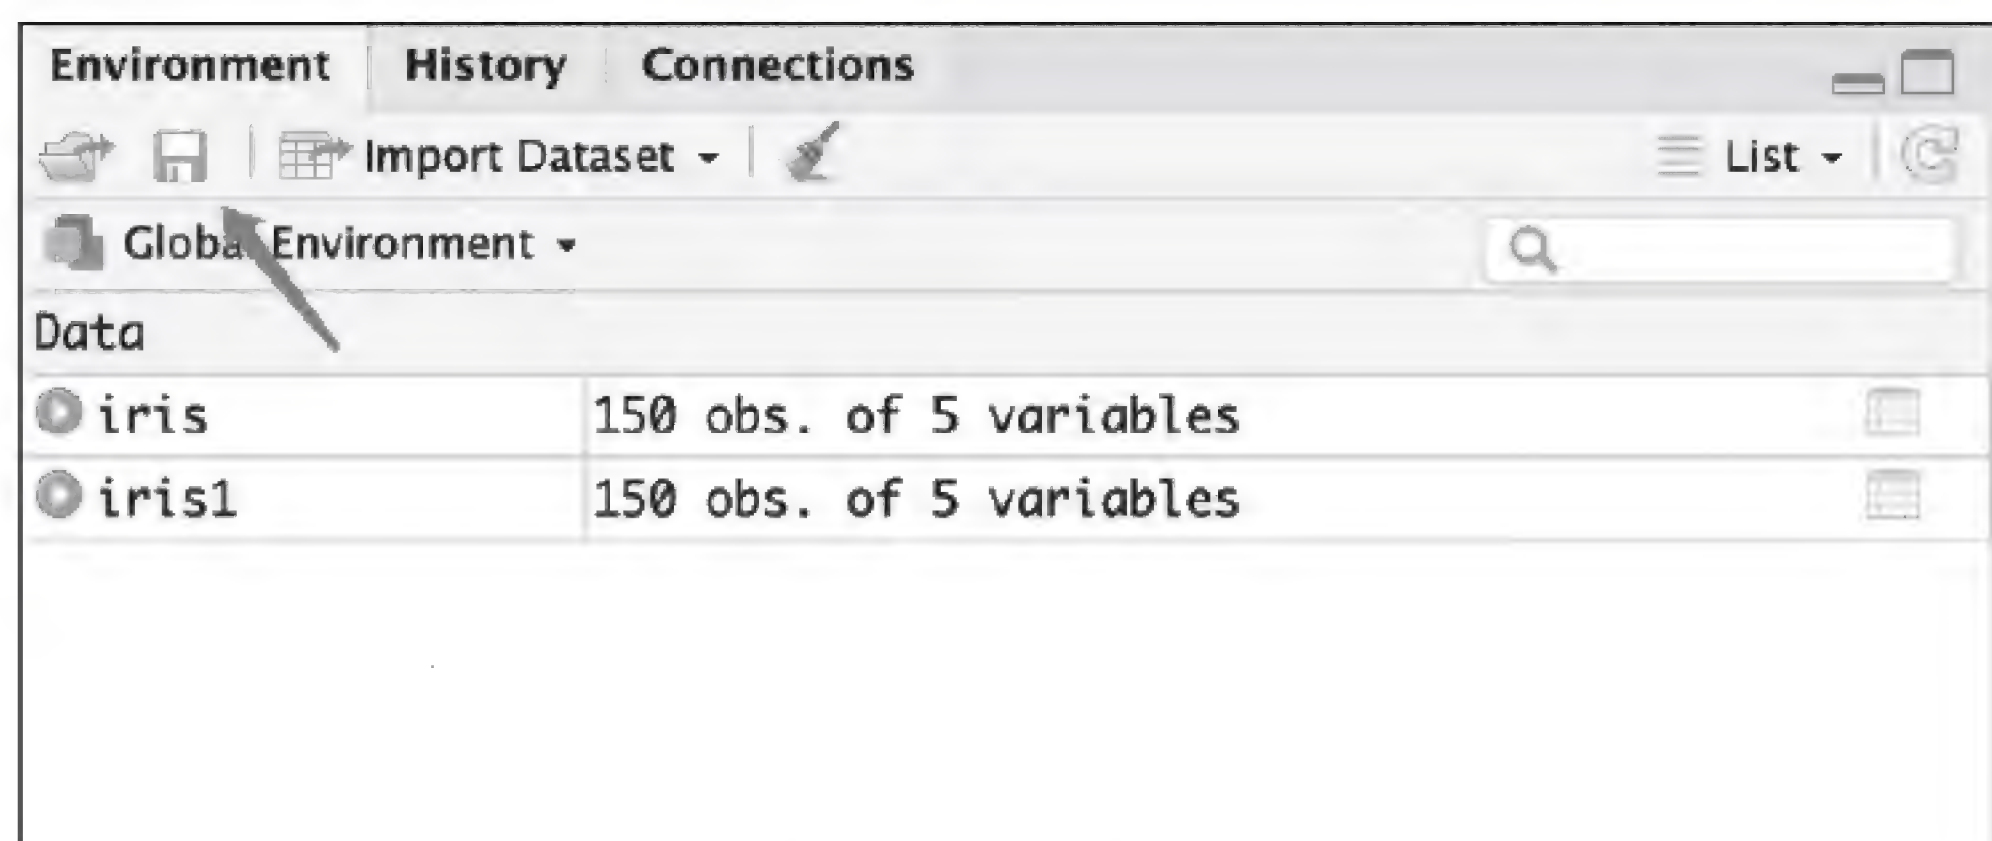 Environment History Connections
Import Dataset List
Global Environment
Data
iris 150 obs. of 5 variables
iris1 150 obs. of 5 variables